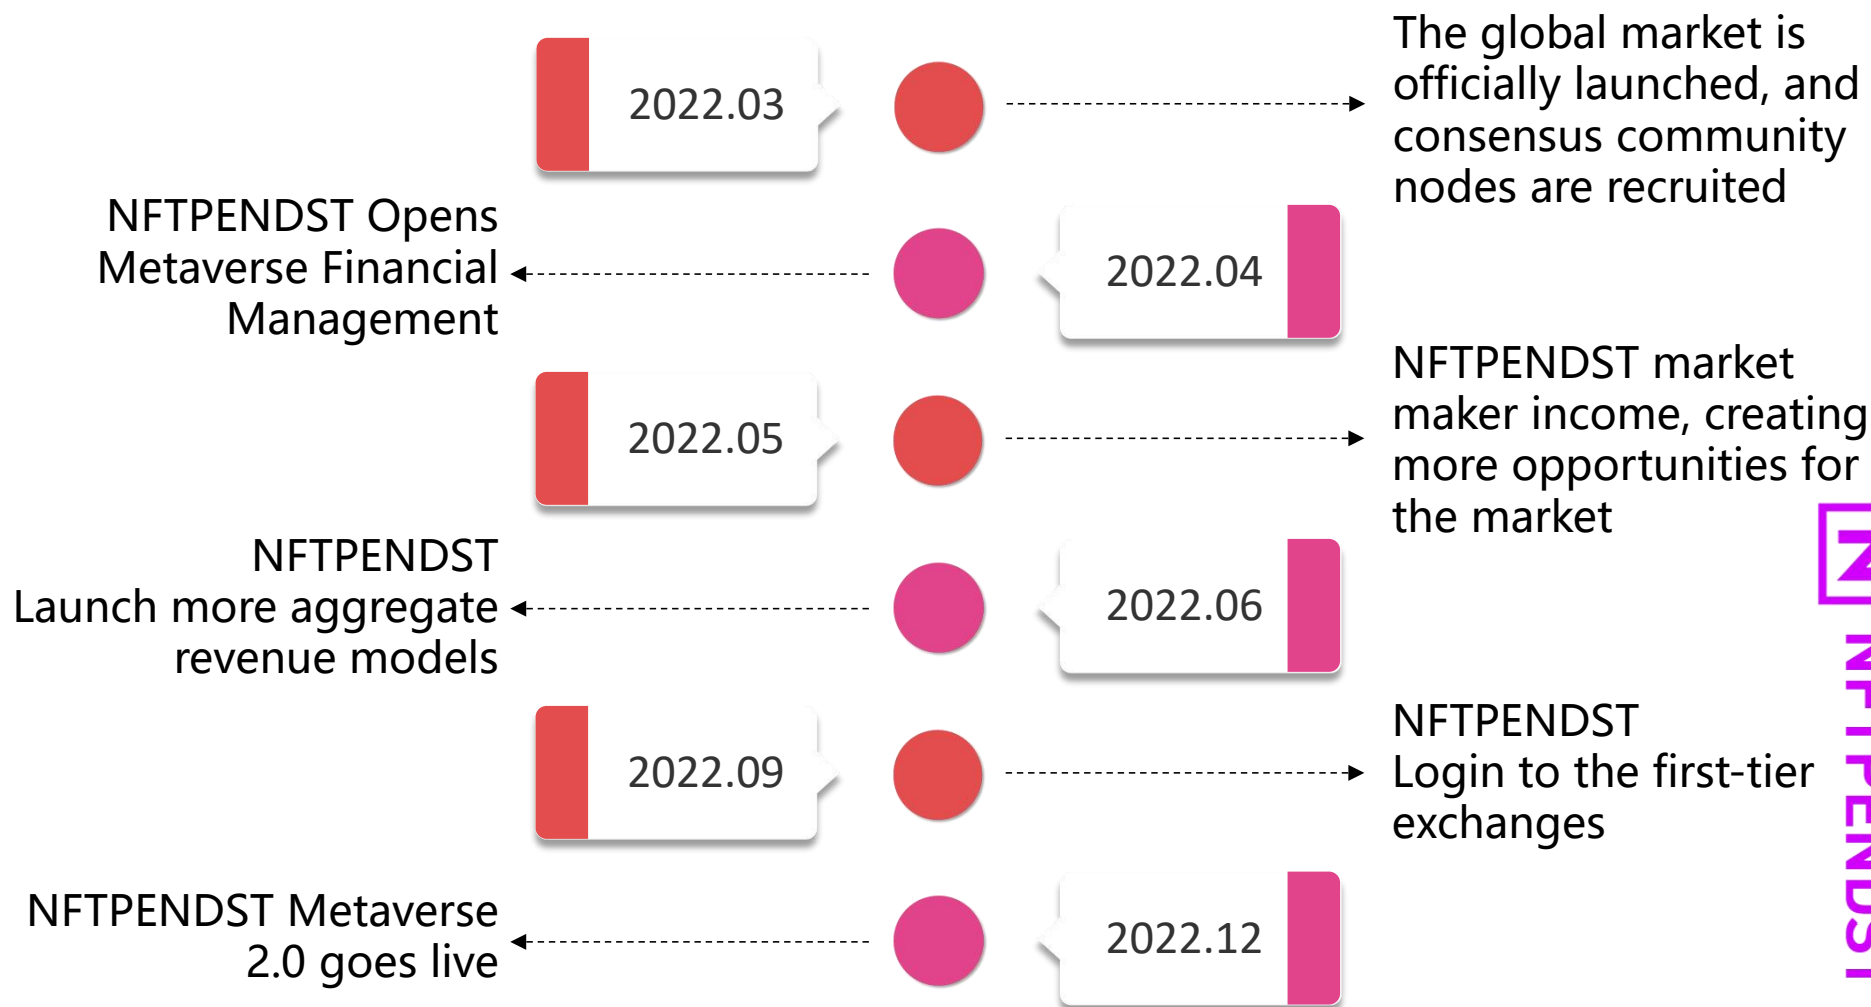 2022.03
The global market is
officially launched, and
consensus community
nodes are recruited
NFTPENDST Opens
Metaverse Financial
Management
2022.04
2022.05
NFTPENDST market
maker income, creating
more opportunities for
the market
NFTPENDST
Launch more aggregate
revenue models
2022.06
2022.09
NFTPENDST
Login to the first-tier
exchanges
NFTPENDST Metaverse
2.0 goes live
2022.12
N NFTPENDST